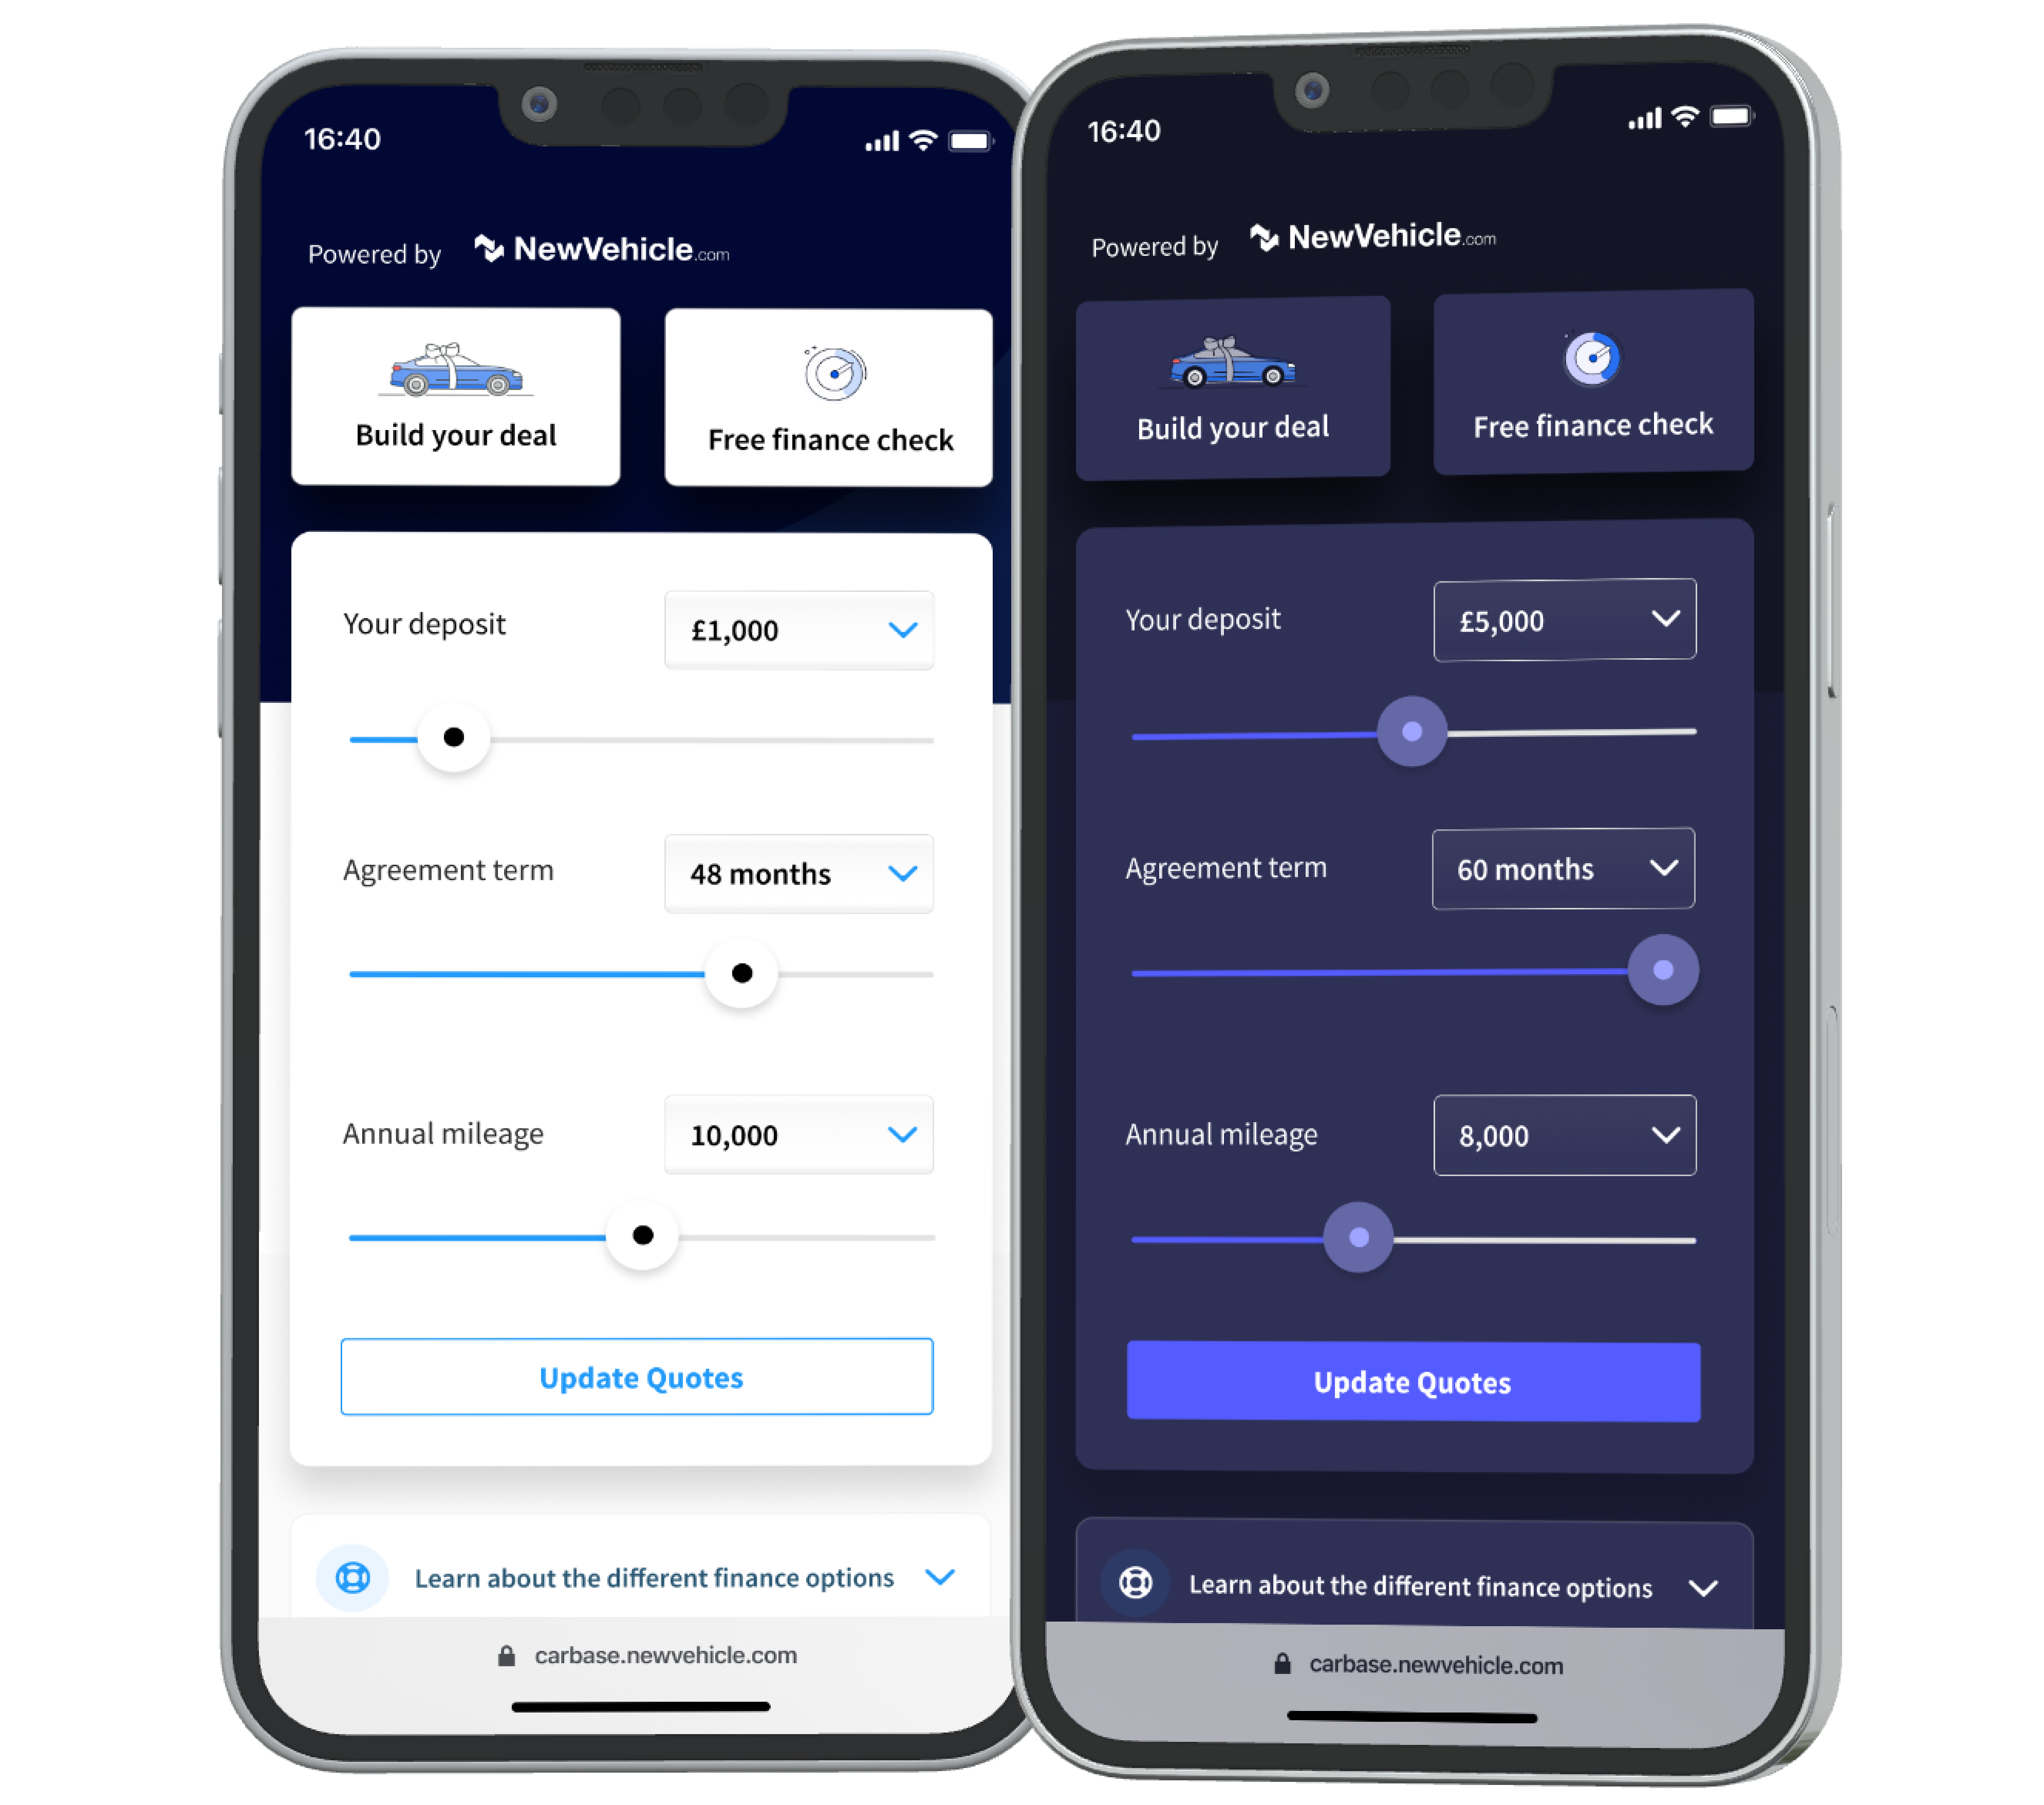 16:40
Powered by NewVehicle.com
Build your deal
Free finance check
Your deposit
£1,000
Agreement term
48 months
Annual mileage
10,000
Update Quotes
Learn about the different finance options
carbase.newvehicle.com
16:40
Powered by NewVehicle.com
Build your deal
Free finance check
Your deposit
£5,000
Agreement term
60 months
Annual mileage
8,000
Update Quotes
Learn about the different finance options
carbase.newvehicle.com